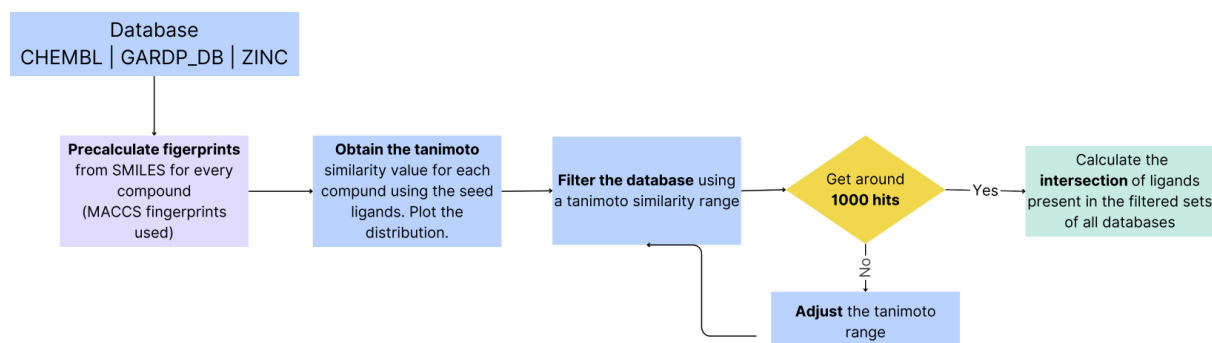 Database
CHEMBL | GARDP_DB | ZINC
Precalculate figerprints
from SMILES for every
compound
(MACCS fingerprints
used)
Obtain the tanimoto
similarity value for each
compund using the seed
ligands. Plot the
distribution.
Filter the database using
a tanimoto similarity range
Get around
1000 hits
Yes
No
Adjust the tanimoto
range
Calculate the
intersection of ligands
present in the filtered sets
of all databases